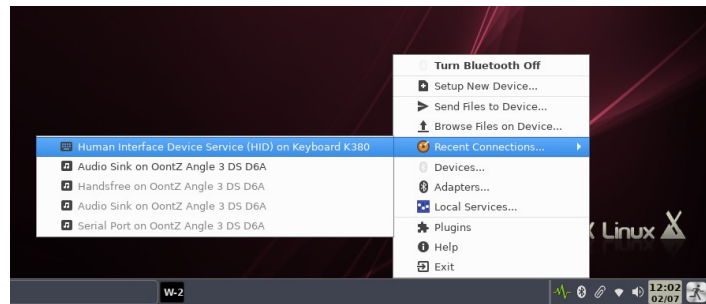 Turn Bluetooth Off
Setup New Device...
Send Files to Device...
Browse Files on Device...
Recent Connections...
Human Interface Device Service (HID) on Keyboard K380
Audio Sink on OontZ Angle 3 DS D6A
Handsfree on OontZ Angle 3 DS D6A
Audio Sink on OontZ Angle 3 DS D6A
Serial Port on OontZ Angle 3 DS D6A
Devices...
Adapters...
Local Services...
Plugins
Help
Exit
X Linux
W-2
12:02
02/07